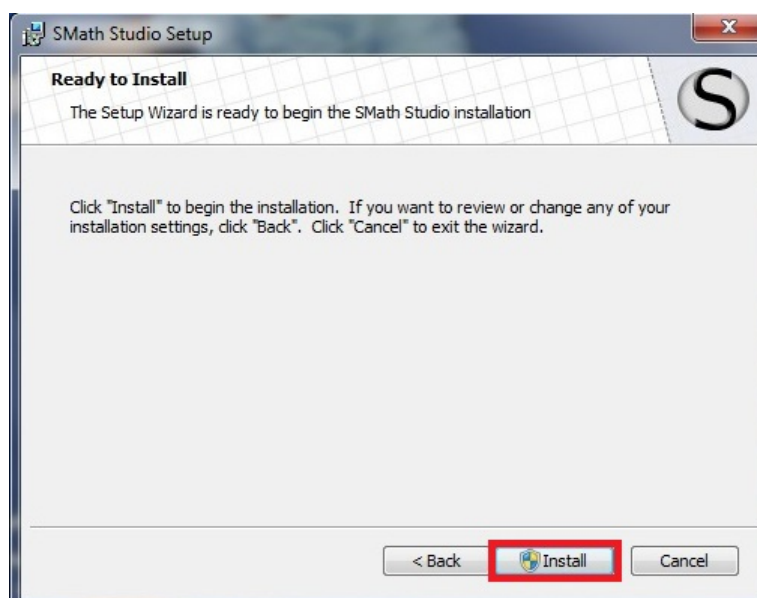 SMath Studio Setup
x
Ready to Install
The Setup Wizard is ready to begin the SMath Studio installation
S
Click "Install" to begin the installation. If you want to review or change any of your
installation settings, click "Back". Click "Cancel" to exit the wizard.
< Back Install Cancel